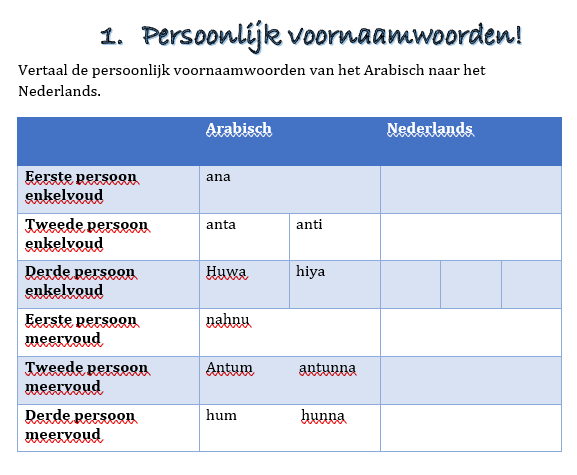 1. Persoonlijk voornaamwoorden!
Vertaal de persoonlijk voornaamwoorden van het Arabisch naar het
Nederlands.
Arabisch Nederlands
Eerste persoon
enkelvoud
ana
Tweede persoon
enkelvoud
anta anti
Derde persoon
enkelvoud
Huwa hiya
Eerste persoon
meervoud
nahnu
Tweede persoon
meervoud
Antum antunna
Derde persoon
meervoud
hum hunna